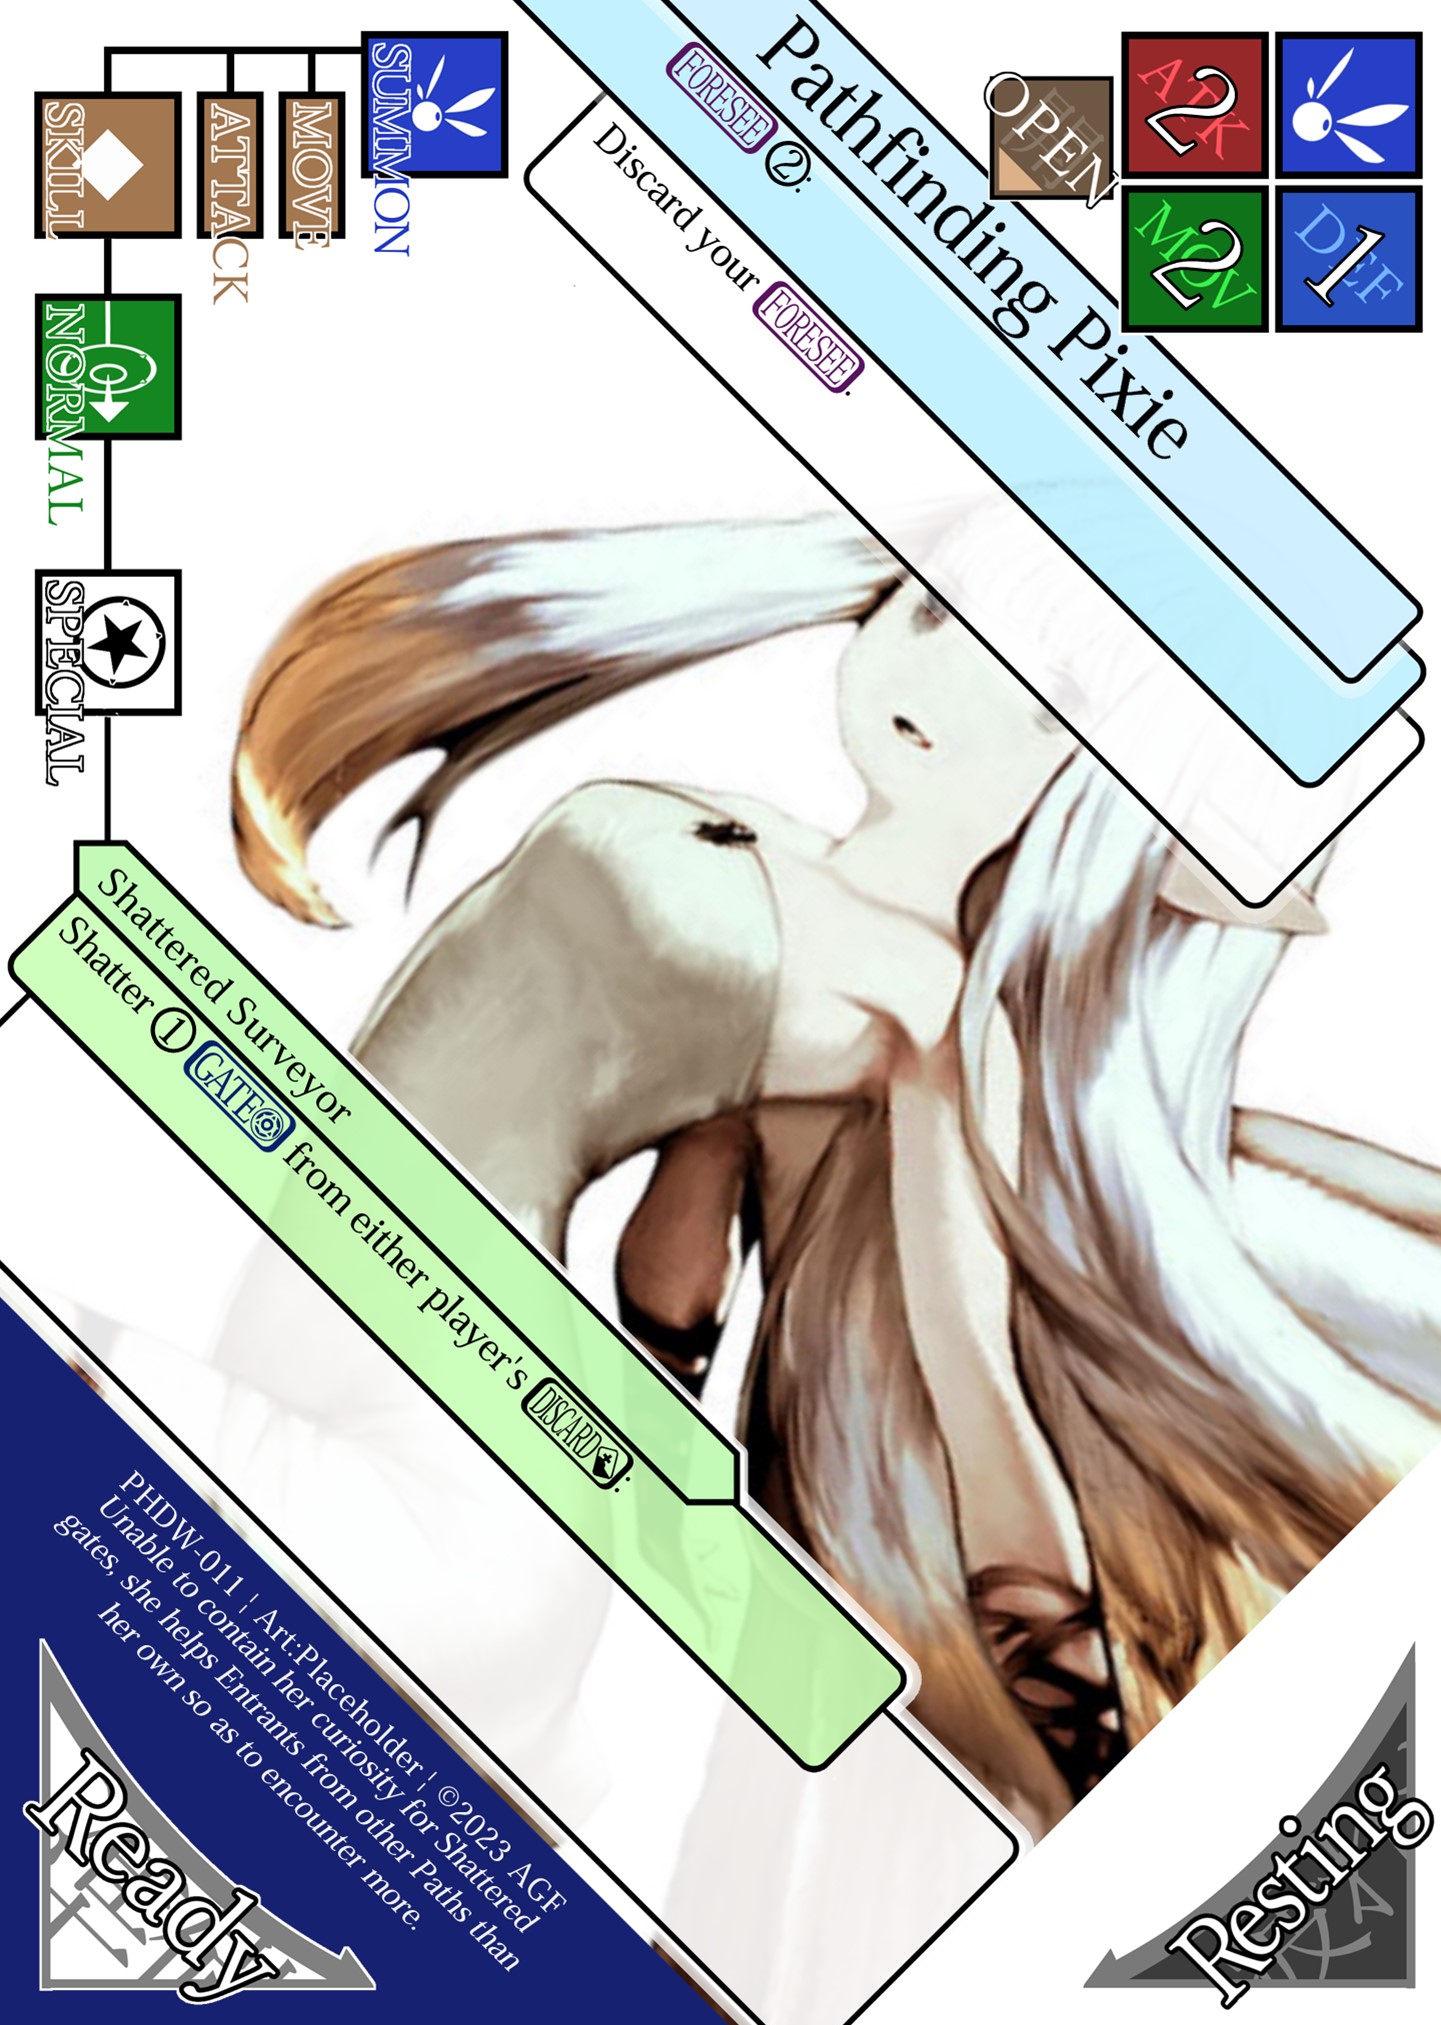 Pathfinding Pixie
FORESEE ②:
Discard your FORESEE.
OPEN
ATK 2
DEF 1
MOV 2
SUMMON
MOVE
ATTACK
SKILL
NORMAL
SPECIAL
Shattered Surveyor
Shatter ① GATE from either player's DISCARD:
PHDW-011 ¦ Art:Placeholder ¦ ©2023 AGF
Unable to contain her curiosity for Shattered
gates, she helps Entrants from other Paths than
her own so as to encounter more.
Ready
Resting